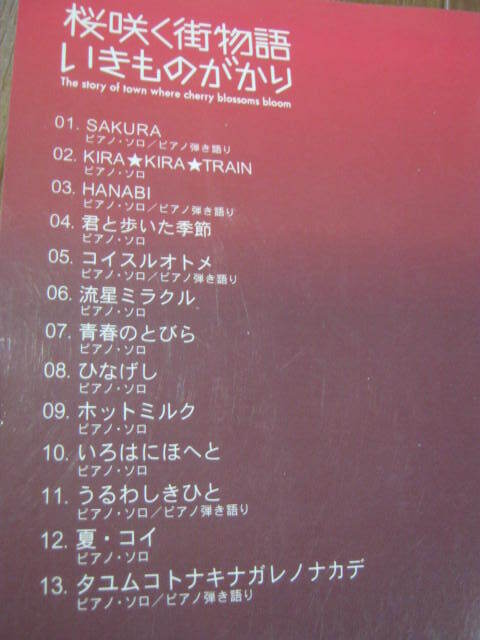 桜咲く街物語
いきものがかり
The story of town where cherry blossoms bloom
01. SAKURA
ピアノ・ソロ／ピアノ弾き語り
02. KIRA★KIRA★TRAIN
ピアノ・ソロ
03. HANABI
ピアノ・ソロ／ピアノ弾き語り
04. 君と歩いた季節
ピアノ・ソロ
05. コイスルオトメ
ピアノ・ソロ／ピアノ弾き語り
06. 流星ミラクル
ピアノ・ソロ
07. 青春のとびら
ピアノ・ソロ
08. ひなげし
ピアノ・ソロ
09. ホットミルク
ピアノ・ソロ
10. いろはにほへと
ピアノ・ソロ
11. うるわしきひと
ピアノ・ソロ／ピアノ弾き語り
12. 夏・コイ
ピアノ・ソロ
13. タユムコトナキナガレノナカデ
ピアノ・ソロ／ピアノ弾き語り